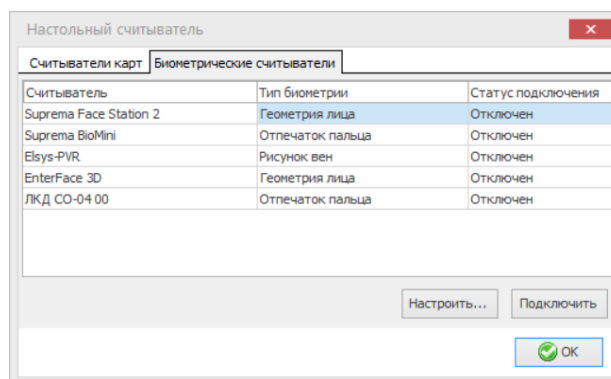 Настольный считыватель
Считыватели карт Биометрические считыватели
Считыватель Тип биометрии Статус подключения
Suprema Face Station 2 Геометрия лица Отключен
Suprema BioMini Отпечаток пальца Отключен
Elsys-PVR Рисунок вен Отключен
EnterFace 3D Геометрия лица Отключен
ЛКД СО-04 00 Отпечаток пальца Отключен
Настроить... Подключить
OK